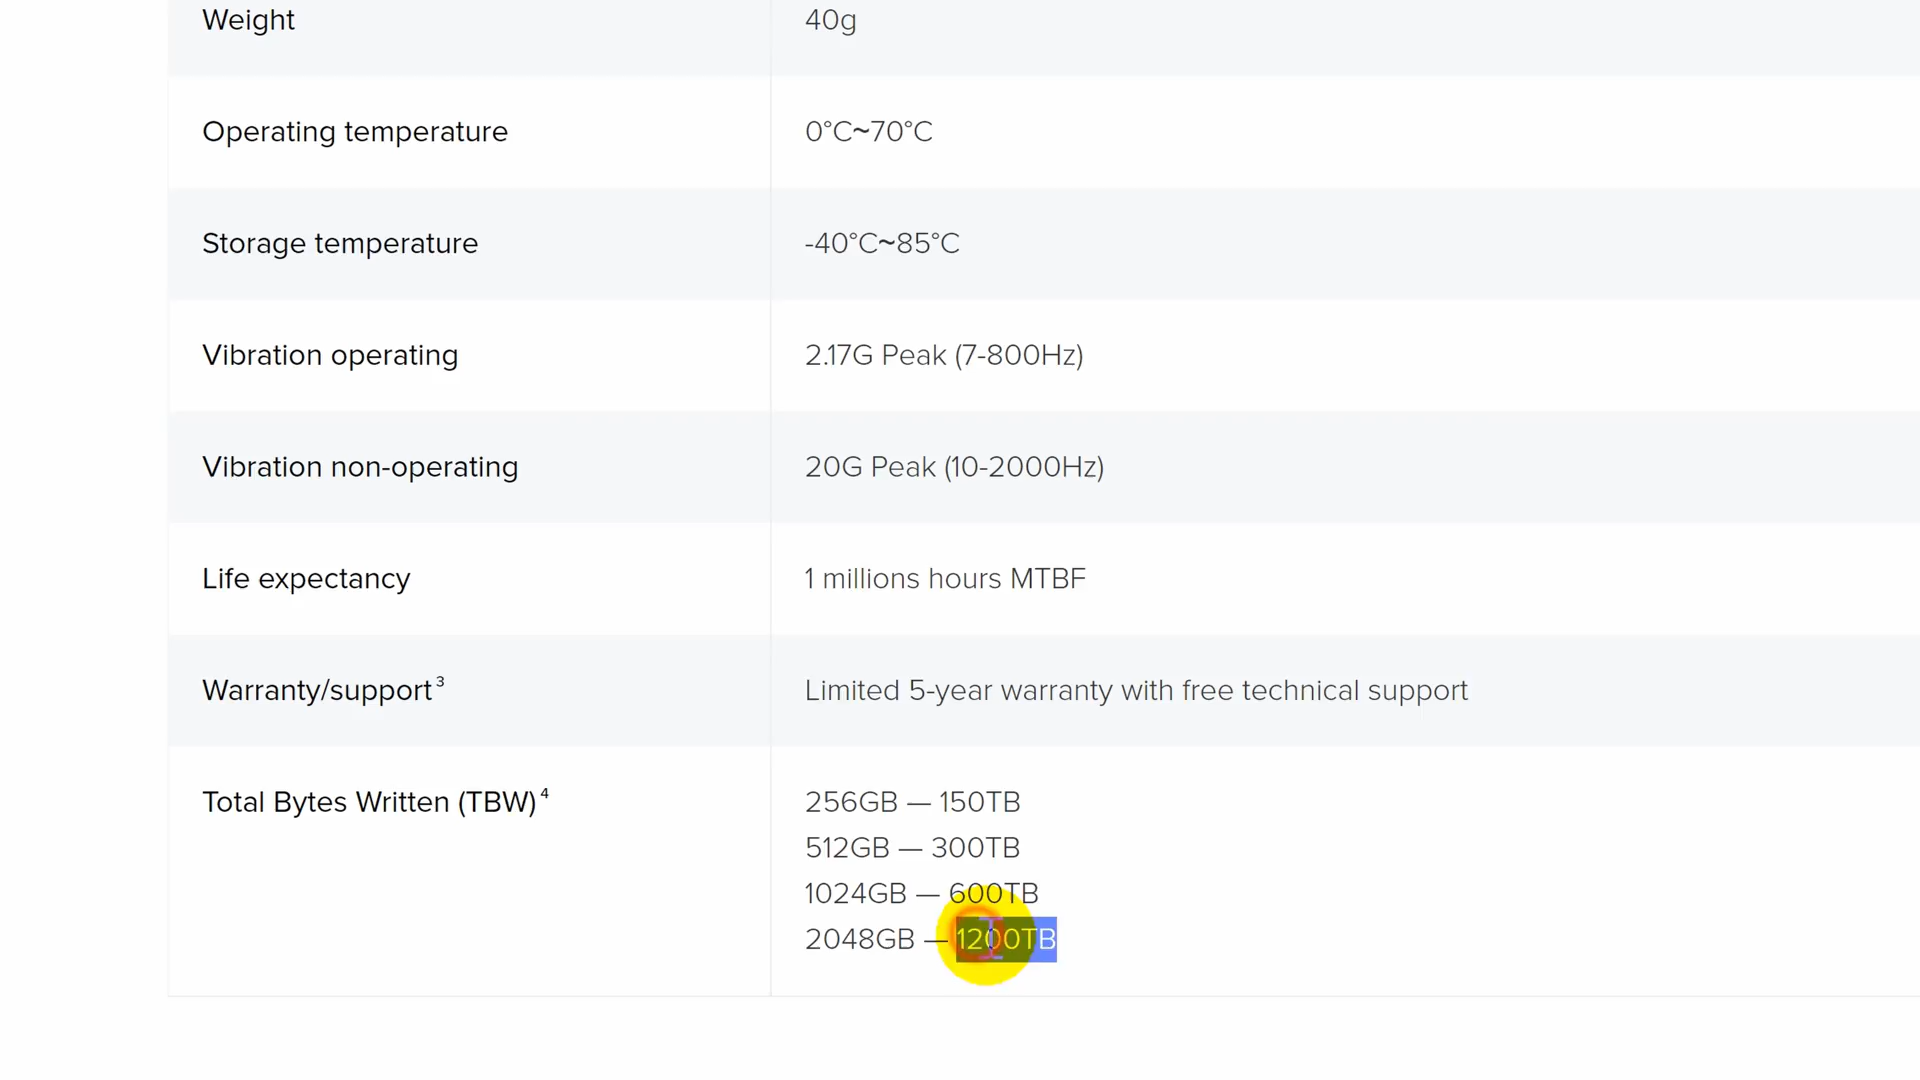 Weight 40g
Operating temperature 0°C~70°C
Storage temperature -40°C~85°C
Vibration operating 2.17G Peak (7-800Hz)
Vibration non-operating 20G Peak (10-2000Hz)
Life expectancy 1 millions hours MTBF
Warranty/support³ Limited 5-year warranty with free technical support
Total Bytes Written (TBW)⁴ 256GB — 150TB
512GB — 300TB
1024GB — 600TB
2048GB — 1200TB